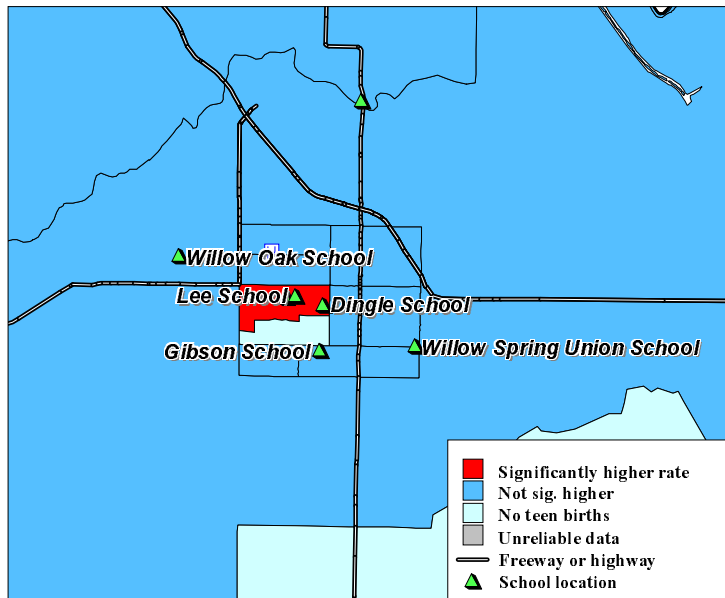 Willow Oak School
Lee School
Dingle School
Gibson School
Willow Spring Union School
Significantly higher rate
Not sig. higher
No teen births
Unreliable data
Freeway or highway
School location